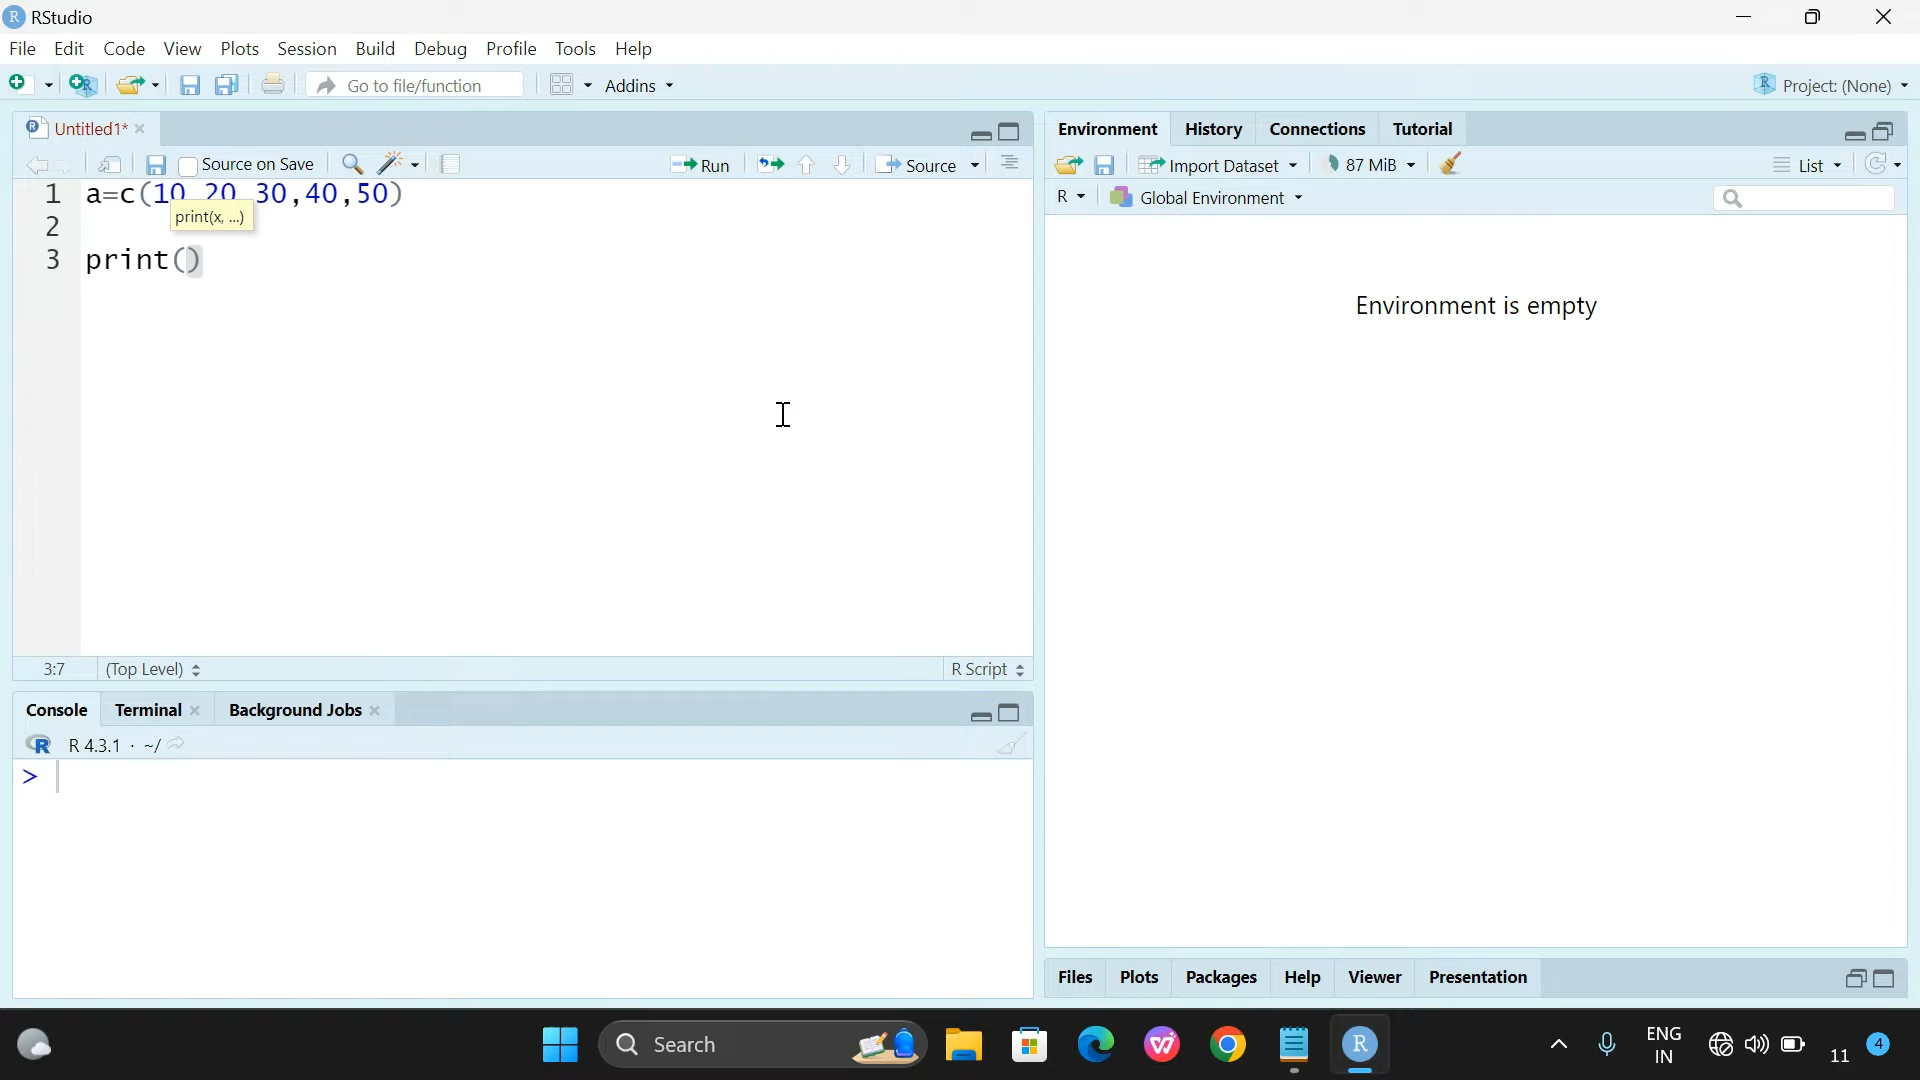 RStudio
File Edit Code View Plots Session Build Debug Profile Tools Help
Go to file/function Addins Project: (None)
Untitled1*
Source on Save Run Source
1 a=c(10,20,30,40,50)
print(x, ...)
2
3 print()
3:7 (Top Level) R Script
Console Terminal Background Jobs
R 4.3.1 · ~/
>
Environment History Connections Tutorial
Import Dataset 87 MiB List
R Global Environment
Environment is empty
Files Plots Packages Help Viewer Presentation
Search ENG IN 11 4